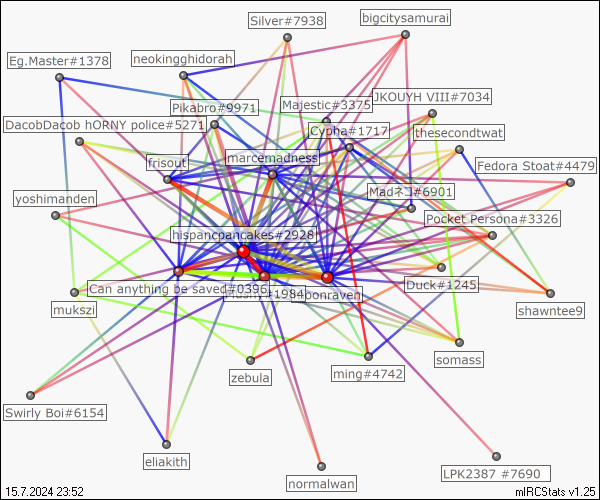 Silver#7938
bigcitysamurai
Eg.Master#1378
neokingghidorah
JKOUYH VIII#7034
Pikabro#9971
Majestic#3375
DacobDacob hORNY police#5271
Cypha#1717
thesecondtwat
frisout
marcemadness
Fedora Stoat#4479
yoshimanden
Madネコ#6901
Pocket Persona#3326
hispancpancakes#2928
Can anything be saved#0396
#1984
bonraven
Duck#1245
mukszi
shawntee9
zebula
ming#4742
somass
Swirly Boi#6154
eliakith
normalwan
LPK2387 #7690
15.7.2024 23:52
mIRCStats v1.25